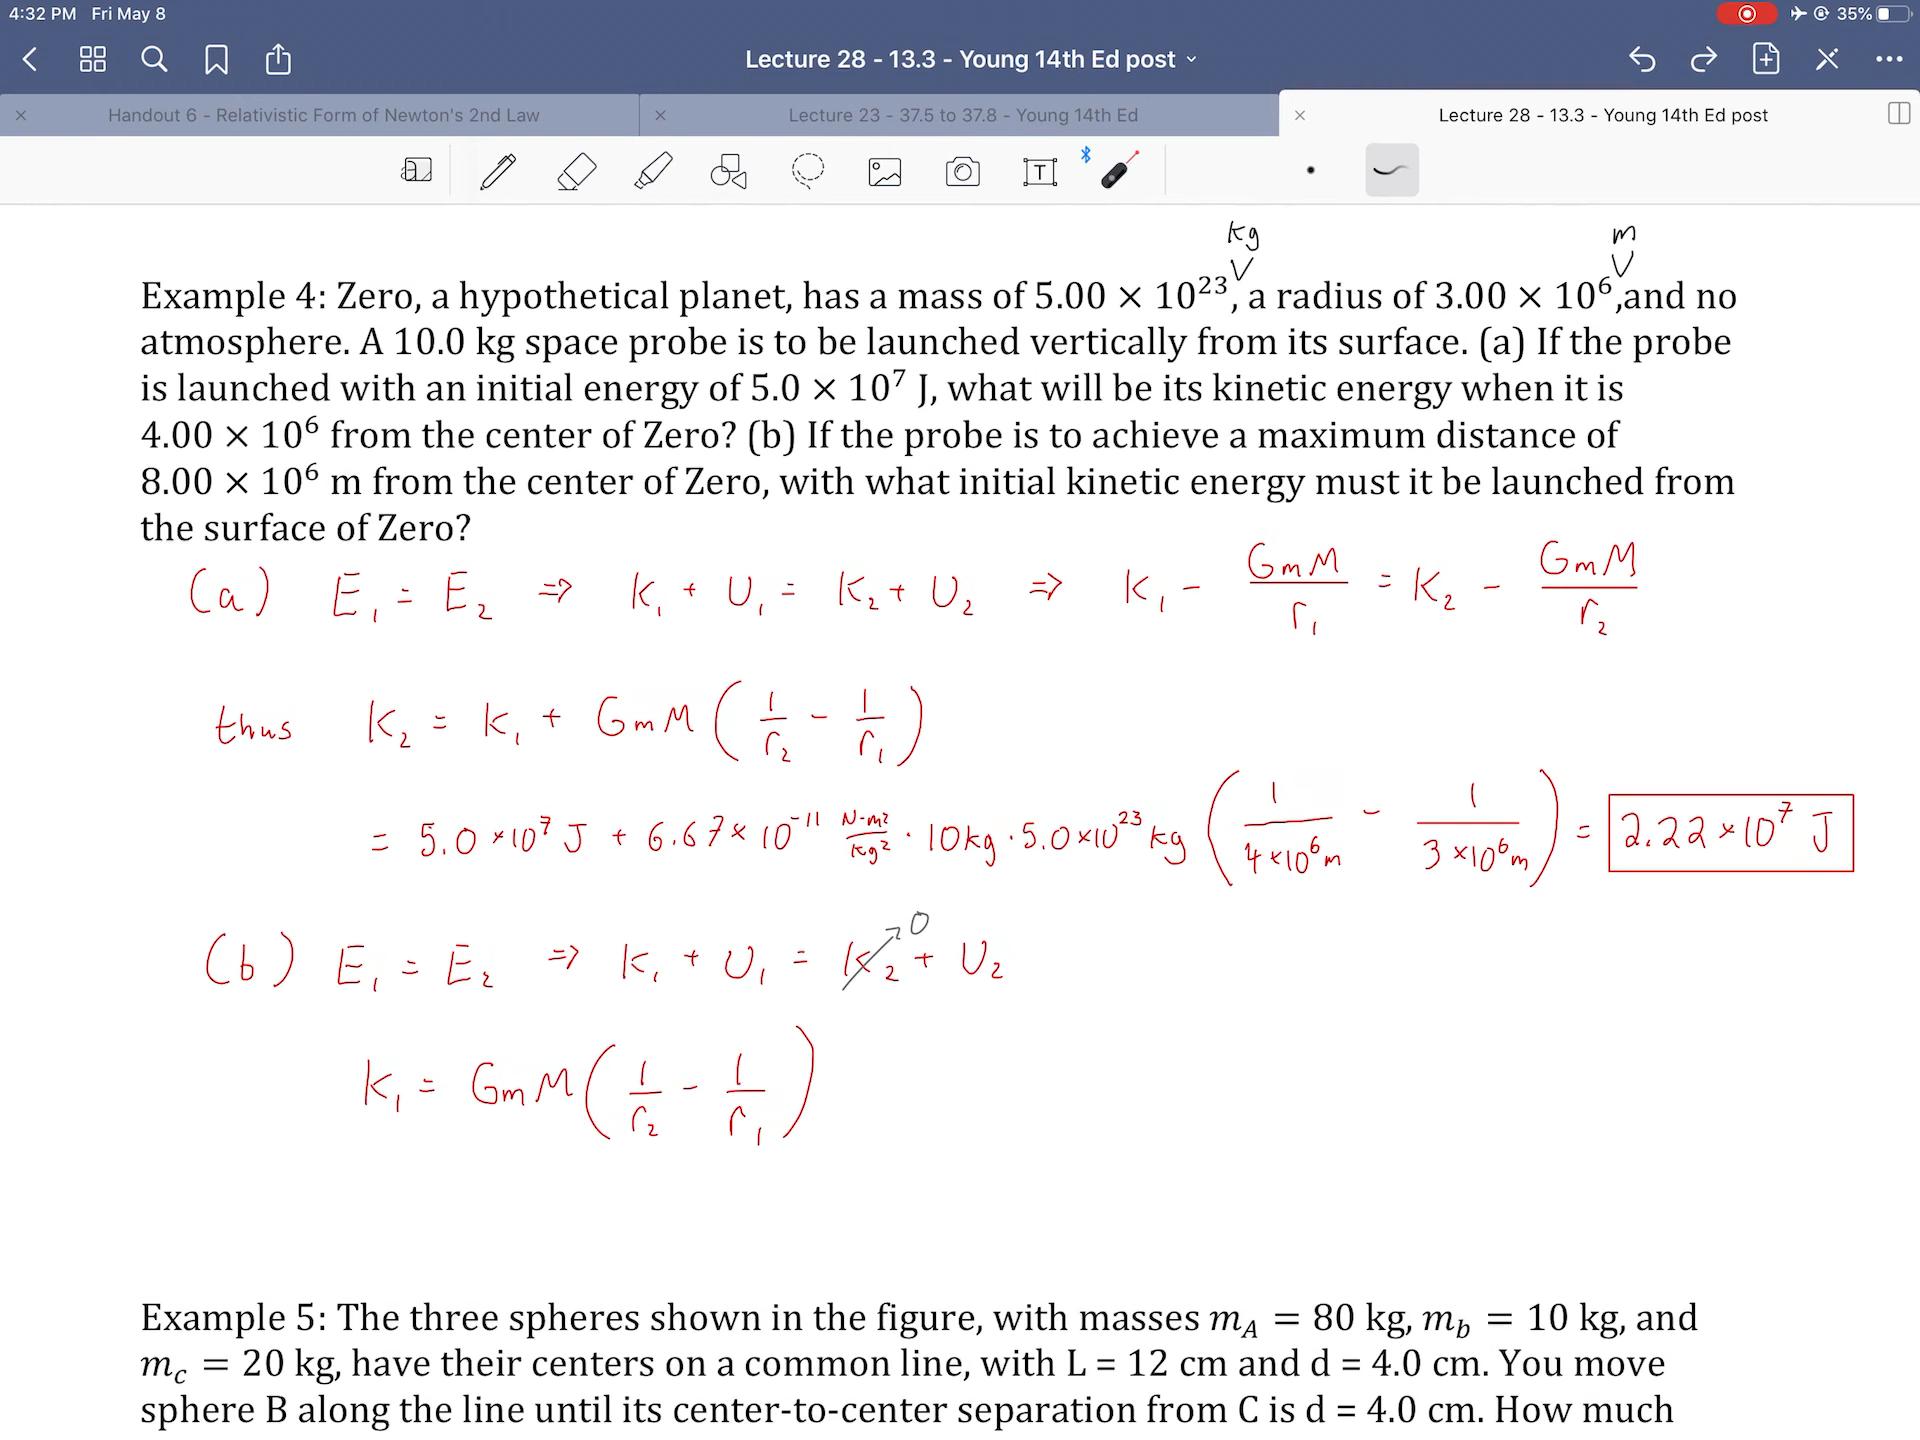 4:32 PM Fri May 8 35%
Lecture 28 - 13.3 - Young 14th Ed post
Handout 6 - Relativistic Form of Newton's 2nd Law Lecture 23 - 37.5 to 37.8 - Young 14th Ed Lecture 28 - 13.3 - Young 14th Ed post
T
kg m
Example 4: Zero, a hypothetical planet, has a mass of 5.00 × 10²³, a radius of 3.00 × 10⁶,and no
atmosphere. A 10.0 kg space probe is to be launched vertically from its surface. (a) If the probe
is launched with an initial energy of 5.0 × 10⁷ J, what will be its kinetic energy when it is
4.00 × 10⁶ from the center of Zero? (b) If the probe is to achieve a maximum distance of
8.00 × 10⁶ m from the center of Zero, with what initial kinetic energy must it be launched from
the surface of Zero?
(a) E₁ = E₂ ⇒ K₁ + U₁ = K₂ + U₂ ⇒ K₁ - GmM/r₁ = K₂ - GmM/r₂
thus K₂ = K₁ + GmM (1/r₂ - 1/r₁)
= 5.0 × 10⁷ J + 6.67 × 10⁻¹¹ N·m²/kg² · 10kg · 5.0 × 10²³ kg (1/4 × 10⁶ m - 1/3 × 10⁶ m) = 2.22 × 10⁷ J
(b) E₁ = E₂ ⇒ K₁ + U₁ = K₂ → 0 + U₂
K₁ = GmM (1/r₂ - 1/r₁)
Example 5: The three spheres shown in the figure, with masses m_A = 80 kg, m_b = 10 kg, and
m_c = 20 kg, have their centers on a common line, with L = 12 cm and d = 4.0 cm. You move
sphere B along the line until its center-to-center separation from C is d = 4.0 cm. How much